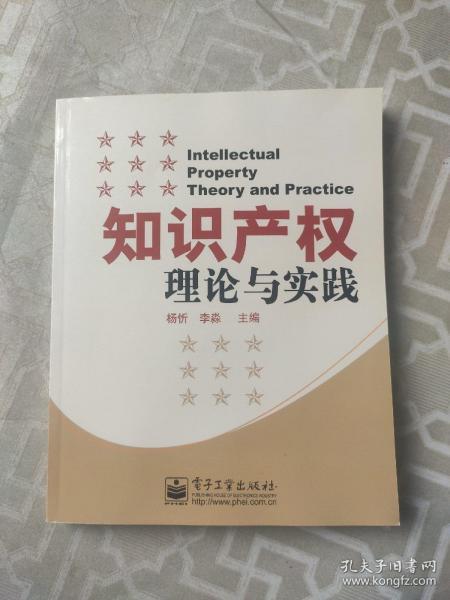 Intellectual
Property
Theory and Practice
知识产权
理论与实践
杨忻 李淼 主编
電子工業出版社
PUBLISHING HOUSE OF ELECTRONICS INDUSTRY
http://www.phei.com.cn
孔夫子旧书网
www.kongfz.com